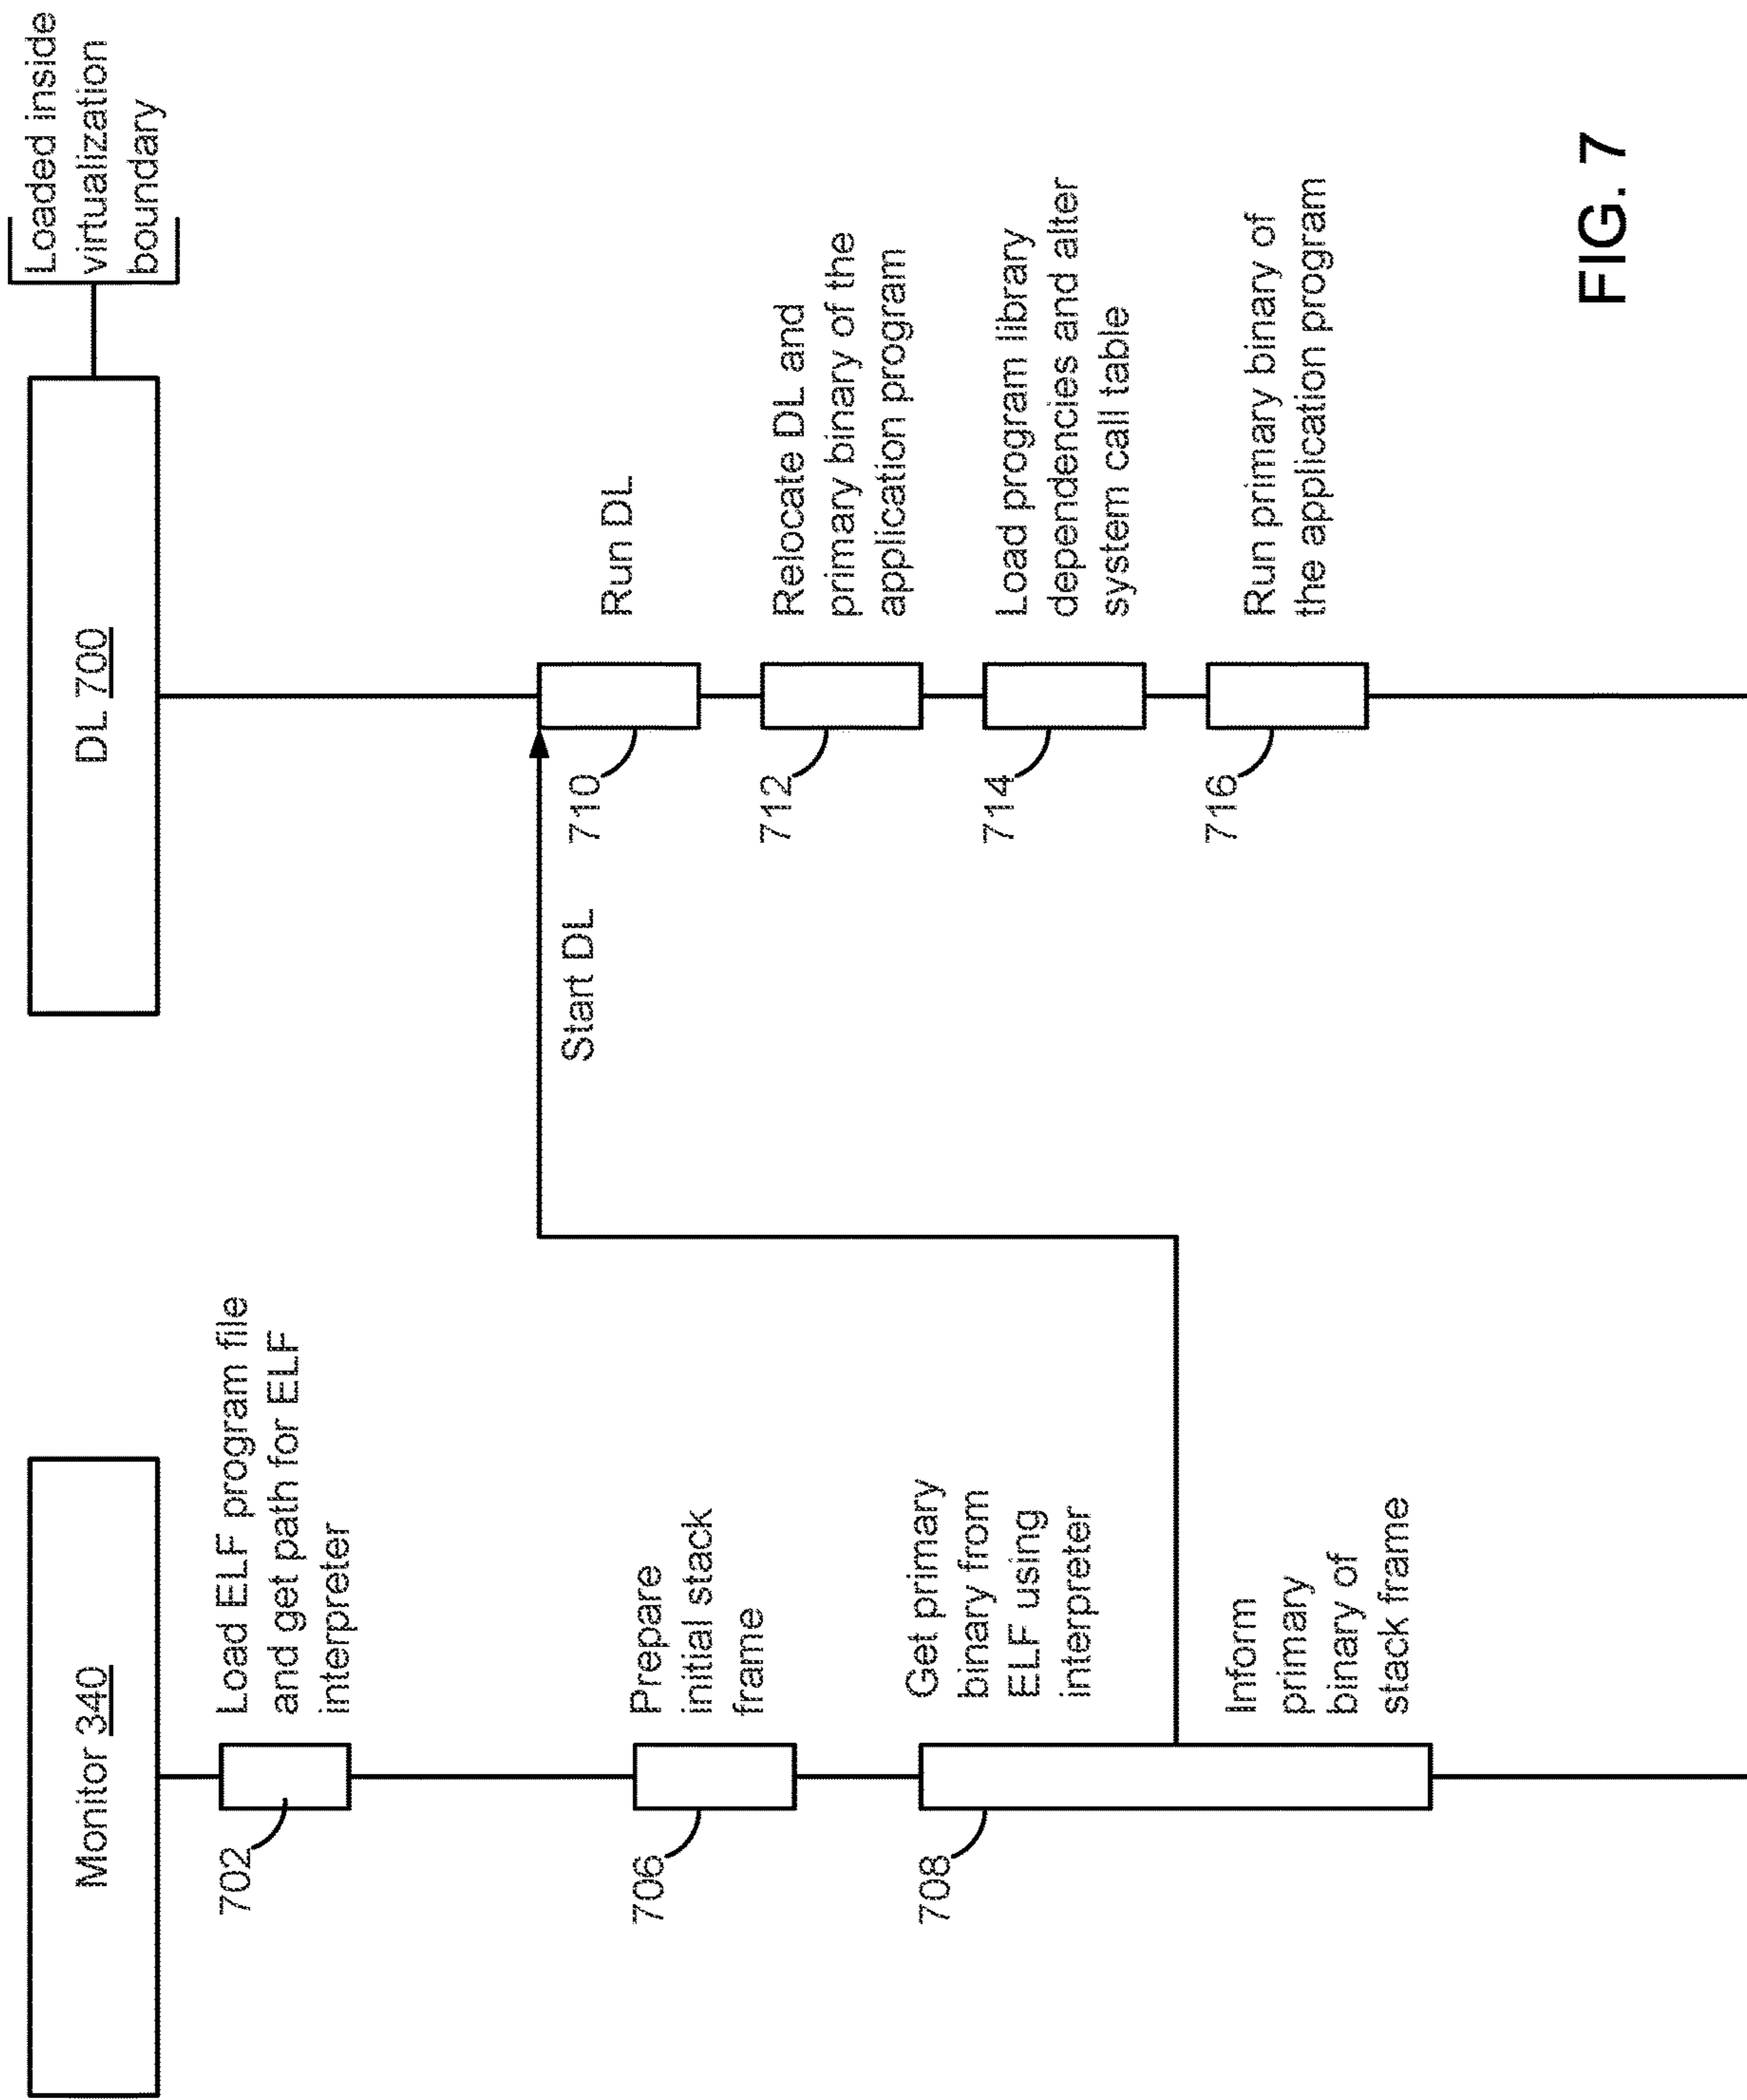 Monitor 340
DL 700
Loaded inside
virtualization
boundary
702
Load ELF program file
and get path for ELF
interpreter
706
Prepare
initial stack
frame
708
Get primary
binary from
ELF using
interpreter
Inform
primary
binary of
stack frame
Start DL
710
Run DL
712
Relocate DL and
primary binary of the
application program
714
Load program library
dependencies and alter
system call table
716
Run primary binary of
the application program
FIG. 7